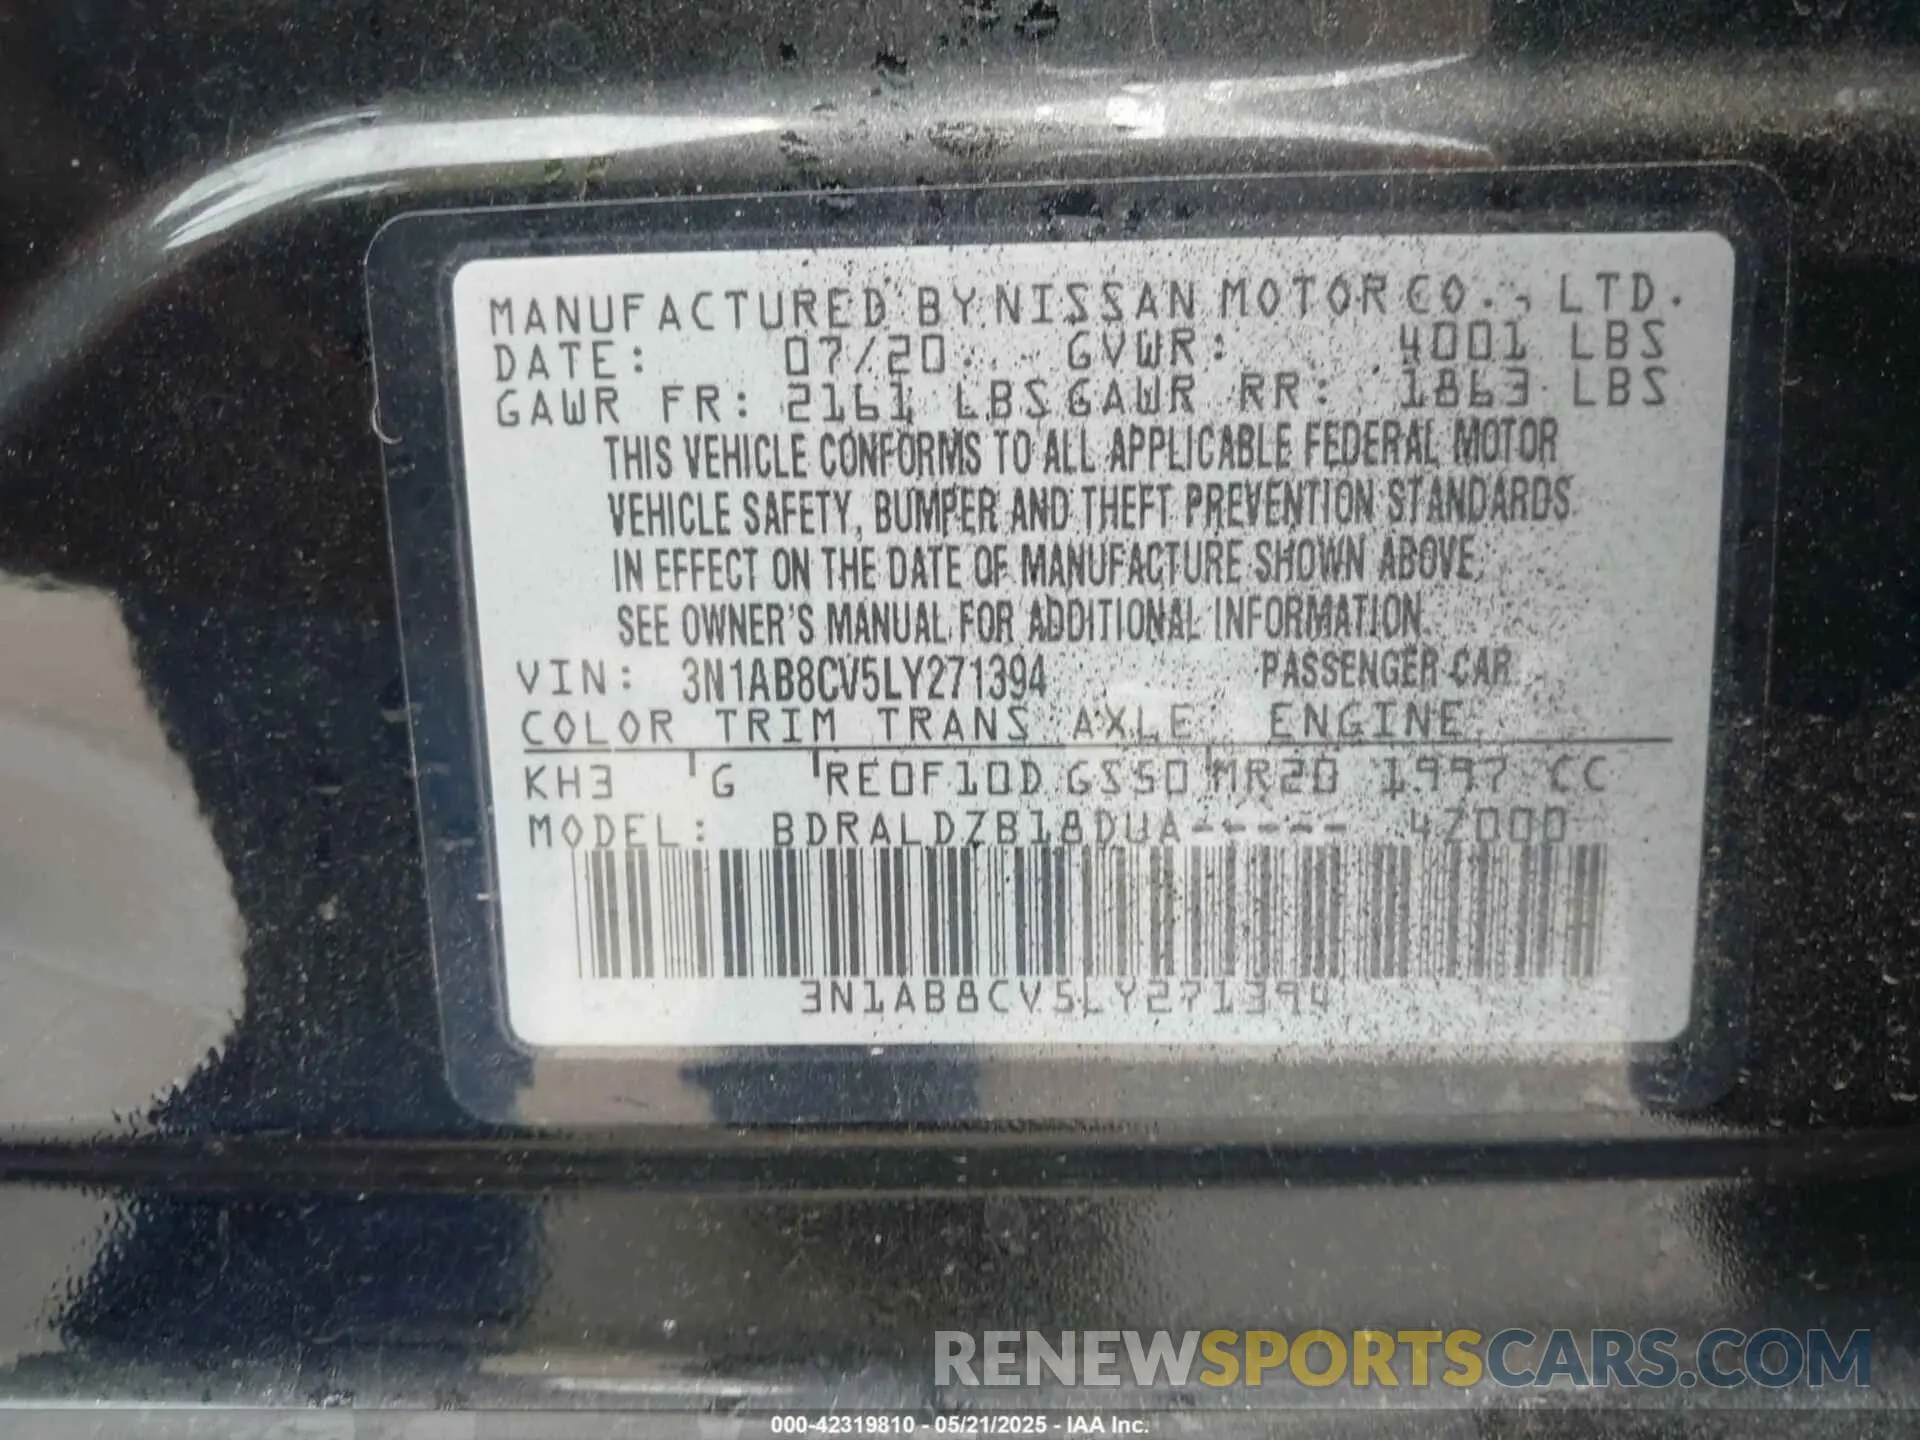 MANUFACTURED BY NISSAN MOTOR CO., LTD.
DATE: 07/20 GVWR: 4001 LBS
GAWR FR: 2161 LBS GAWR RR: 1863 LBS
THIS VEHICLE CONFORMS TO ALL APPLICABLE FEDERAL MOTOR
VEHICLE SAFETY, BUMPER AND THEFT PREVENTION STANDARDS
IN EFFECT ON THE DATE OF MANUFACTURE SHOWN ABOVE.
SEE OWNER'S MANUAL FOR ADDITIONAL INFORMATION.
VIN: 3N1AB8CV5LY271394 PASSENGER CAR
COLOR TRIM TRANS AXLE ENGINE
KH3 G RE0F10D GS50 MR20 1997 CC
MODEL: BDRALDZB18DUA----- 4Z000
3N1AB8CV5LY271394
RENEWSPORTSCARS.COM
000-42319810 - 05/21/2025 - IAA Inc.